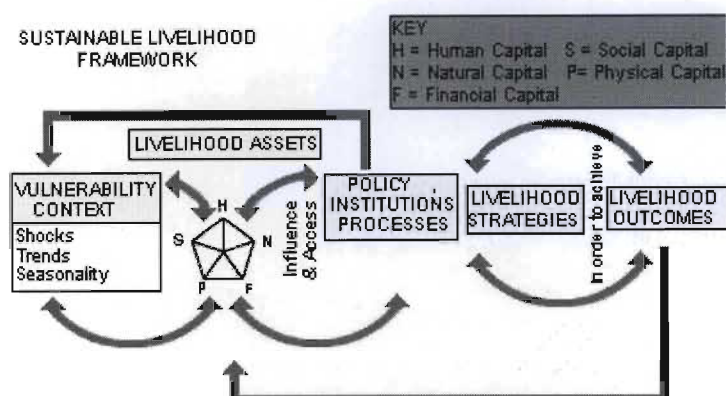 SUSTAINABLE LIVELIHOOD
FRAMEWORK
KEY
H = Human Capital S = Social Capital
N = Natural Capital P= Physical Capital
F = Financial Capital
LIVELIHOOD ASSETS
VULNERABILITY
CONTEXT
Shocks
Trends
Seasonality
H
S
N
P
F
Influence
& Access
POLICY
INSTITUTIONS
PROCESSES
LIVELIHOOD
STRATEGIES
In order to achieve
LIVELIHOOD
OUTCOMES